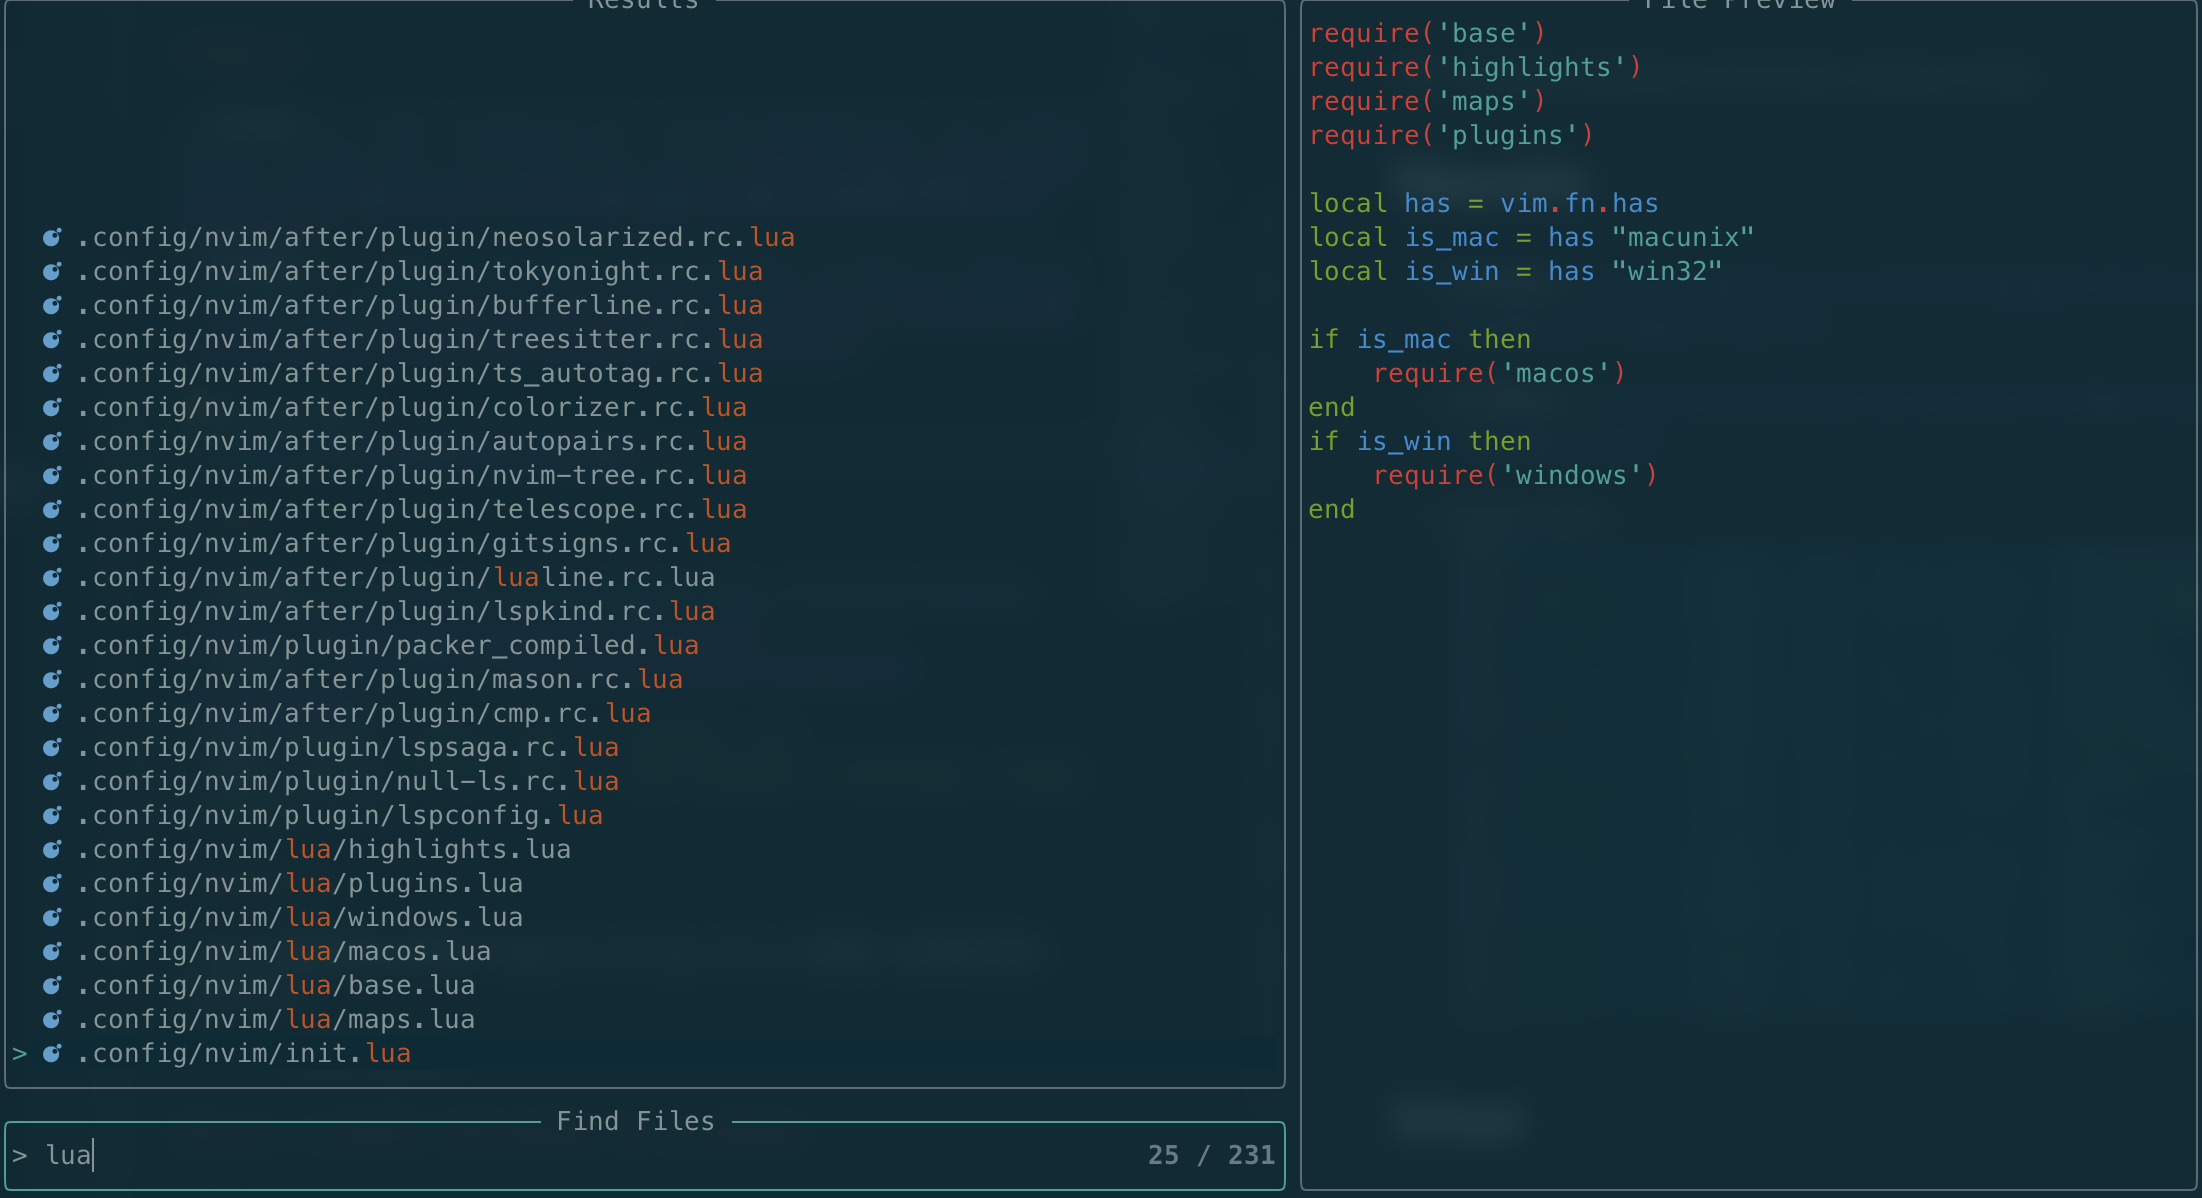 Results
.config/nvim/after/plugin/neosolarized.rc.lua
.config/nvim/after/plugin/tokyonight.rc.lua
.config/nvim/after/plugin/bufferline.rc.lua
.config/nvim/after/plugin/treesitter.rc.lua
.config/nvim/after/plugin/ts_autotag.rc.lua
.config/nvim/after/plugin/colorizer.rc.lua
.config/nvim/after/plugin/autopairs.rc.lua
.config/nvim/after/plugin/nvim-tree.rc.lua
.config/nvim/after/plugin/telescope.rc.lua
.config/nvim/after/plugin/gitsigns.rc.lua
.config/nvim/after/plugin/lualine.rc.lua
.config/nvim/after/plugin/lspkind.rc.lua
.config/nvim/plugin/packer_compiled.lua
.config/nvim/after/plugin/mason.rc.lua
.config/nvim/after/plugin/cmp.rc.lua
.config/nvim/plugin/lspsaga.rc.lua
.config/nvim/plugin/null-ls.rc.lua
.config/nvim/plugin/lspconfig.lua
.config/nvim/lua/highlights.lua
.config/nvim/lua/plugins.lua
.config/nvim/lua/windows.lua
.config/nvim/lua/macos.lua
.config/nvim/lua/base.lua
.config/nvim/lua/maps.lua
> .config/nvim/init.lua
Find Files
> lua 25 / 231
File Preview
require('base')
require('highlights')
require('maps')
require('plugins')

local has = vim.fn.has
local is_mac = has "macunix"
local is_win = has "win32"

if is_mac then
    require('macos')
end
if is_win then
    require('windows')
end